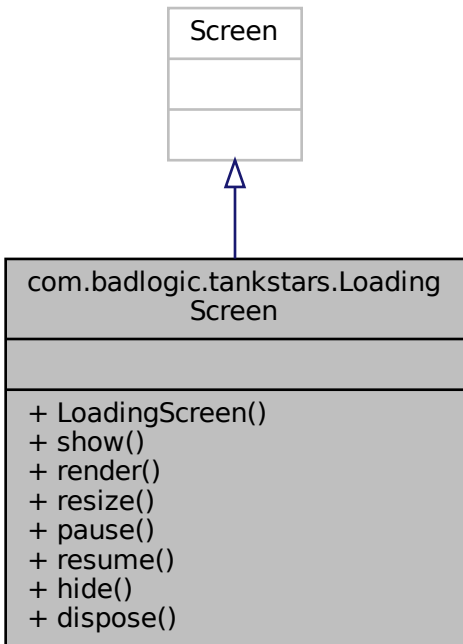 Screen
com.badlogic.tankstars.Loading
Screen
+ LoadingScreen()
+ show()
+ render()
+ resize()
+ pause()
+ resume()
+ hide()
+ dispose()